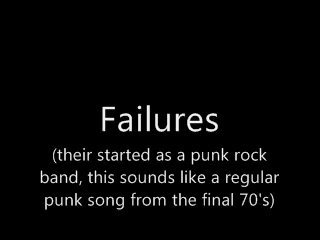 Failures
(their started as a punk rock
band, this sounds like a regular
punk song from the final 70's)